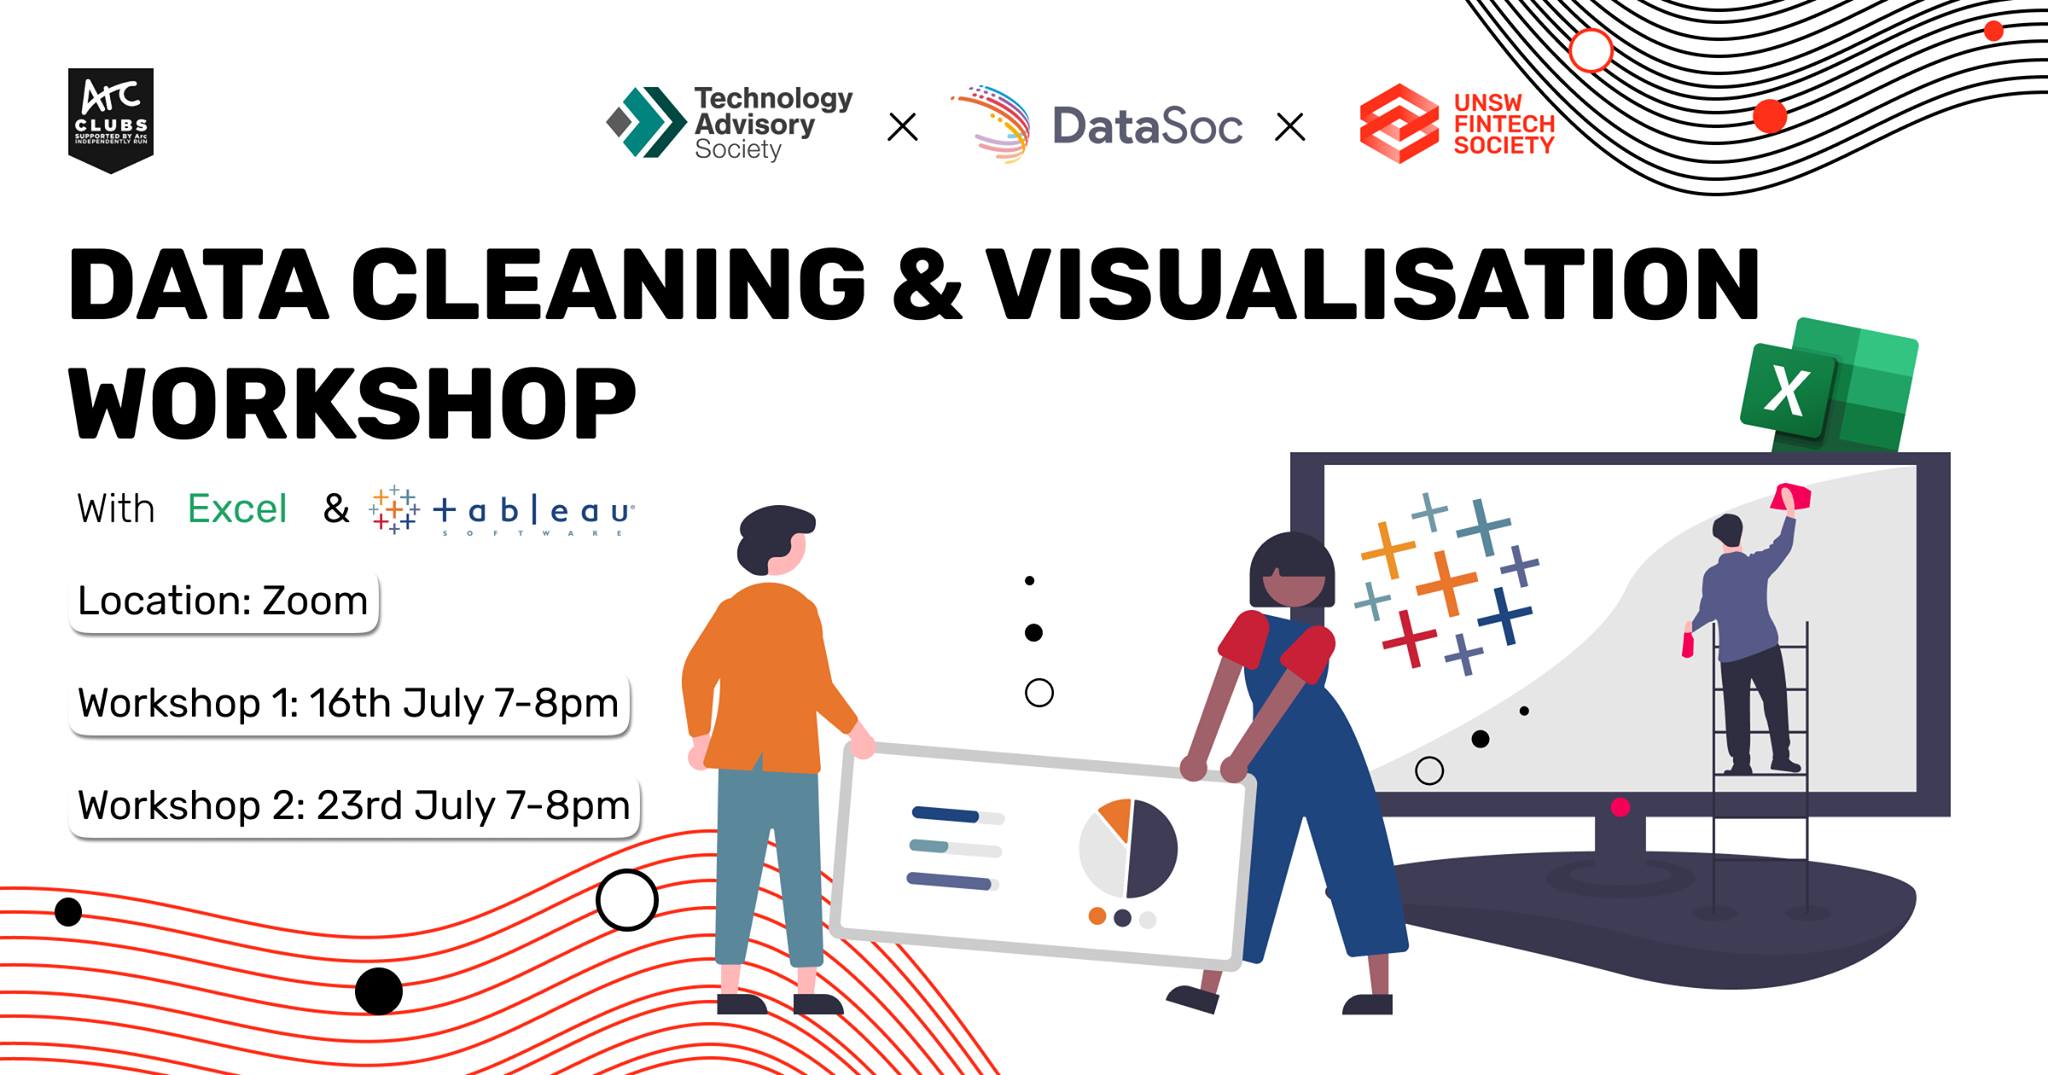 Arc
CLUBS
SUPPORTED BY Arc
INDEPENDENTLY RUN
Technology
Advisory
Society
×
DataSoc
×
UNSW
FINTECH
SOCIETY
DATA CLEANING & VISUALISATION
WORKSHOP
With Excel & +ableau
SOFTWARE
Location: Zoom
Workshop 1: 16th July 7-8pm
Workshop 2: 23rd July 7-8pm
X